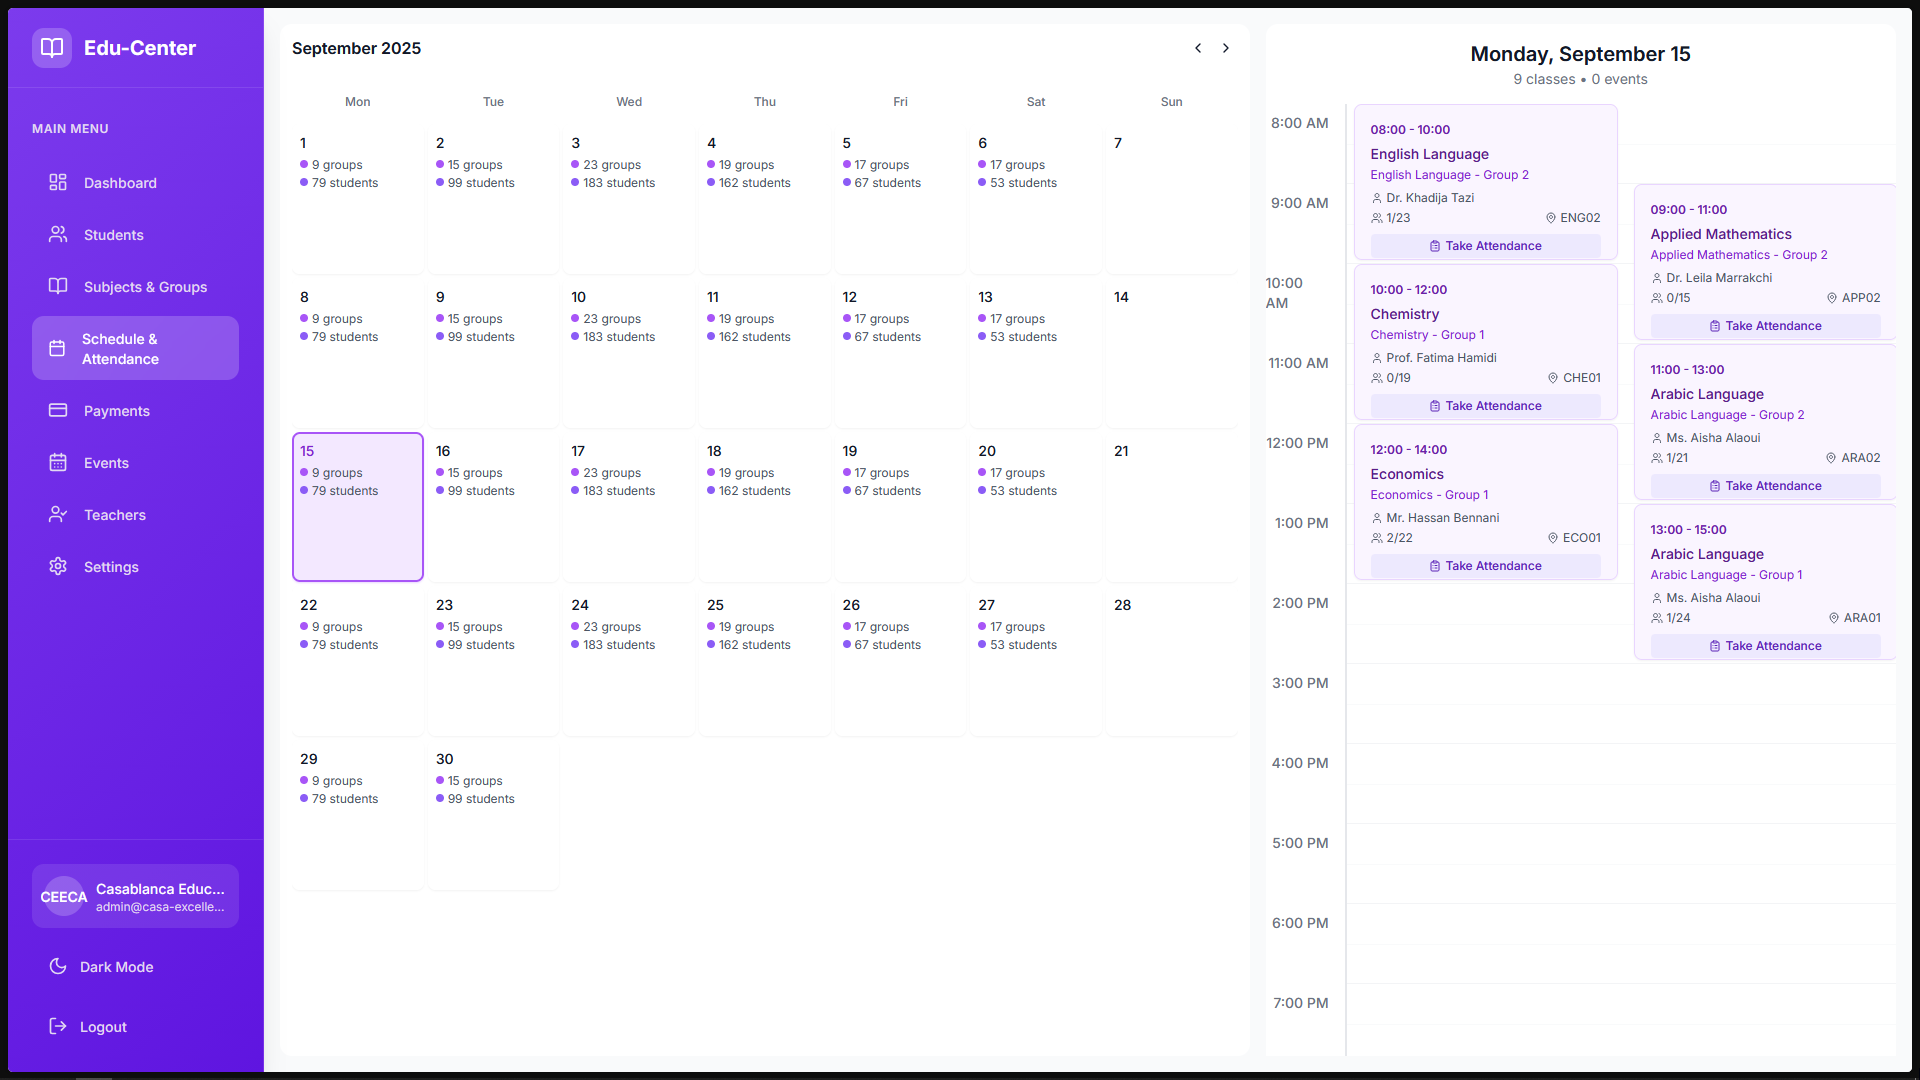 Edu-Center
MAIN MENU
Dashboard
Students
Subjects & Groups
Schedule &
Attendance
Payments
Events
Teachers
Settings
CEECA
Casablanca Educ...
admin@casa-excelle...
Dark Mode
Logout
September 2025
Mon Tue Wed Thu Fri Sat Sun
1 2 3 4 5 6 7
9 groups 15 groups 23 groups 19 groups 17 groups 17 groups
79 students 99 students 183 students 162 students 67 students 53 students
8 9 10 11 12 13 14
9 groups 15 groups 23 groups 19 groups 17 groups 17 groups
79 students 99 students 183 students 162 students 67 students 53 students
15 16 17 18 19 20 21
9 groups 15 groups 23 groups 19 groups 17 groups 17 groups
79 students 99 students 183 students 162 students 67 students 53 students
22 23 24 25 26 27 28
9 groups 15 groups 23 groups 19 groups 17 groups 17 groups
79 students 99 students 183 students 162 students 67 students 53 students
29 30
9 groups 15 groups
79 students 99 students
Monday, September 15
9 classes • 0 events
8:00 AM
9:00 AM
10:00
AM
11:00 AM
12:00 PM
1:00 PM
2:00 PM
3:00 PM
4:00 PM
5:00 PM
6:00 PM
7:00 PM
08:00 - 10:00
English Language
English Language - Group 2
Dr. Khadija Tazi
1/23 ENG02
Take Attendance
10:00 - 12:00
Chemistry
Chemistry - Group 1
Prof. Fatima Hamidi
0/19 CHE01
Take Attendance
12:00 - 14:00
Economics
Economics - Group 1
Mr. Hassan Bennani
2/22 ECO01
Take Attendance
09:00 - 11:00
Applied Mathematics
Applied Mathematics - Group 2
Dr. Leila Marrakchi
0/15 APP02
Take Attendance
11:00 - 13:00
Arabic Language
Arabic Language - Group 2
Ms. Aisha Alaoui
1/21 ARA02
Take Attendance
13:00 - 15:00
Arabic Language
Arabic Language - Group 1
Ms. Aisha Alaoui
1/24 ARA01
Take Attendance